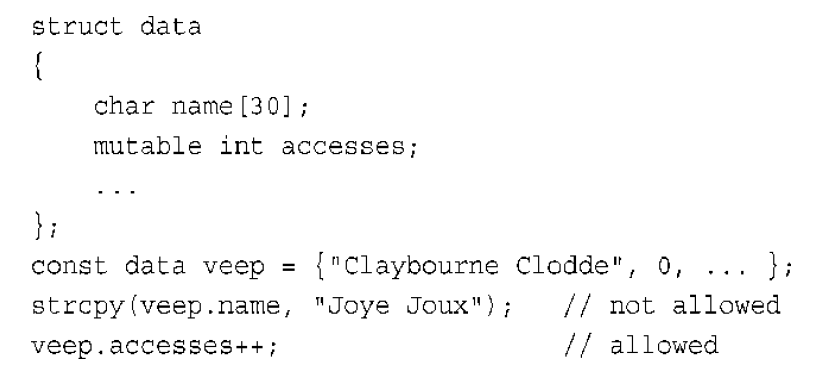 struct data
{
    char name[30];
    mutable int accesses;
    ...
};
const data veep = {"Claybourne Clodde", 0, ... };
strcpy(veep.name, "Joye Joux");   // not allowed
veep.accesses++;                  // allowed